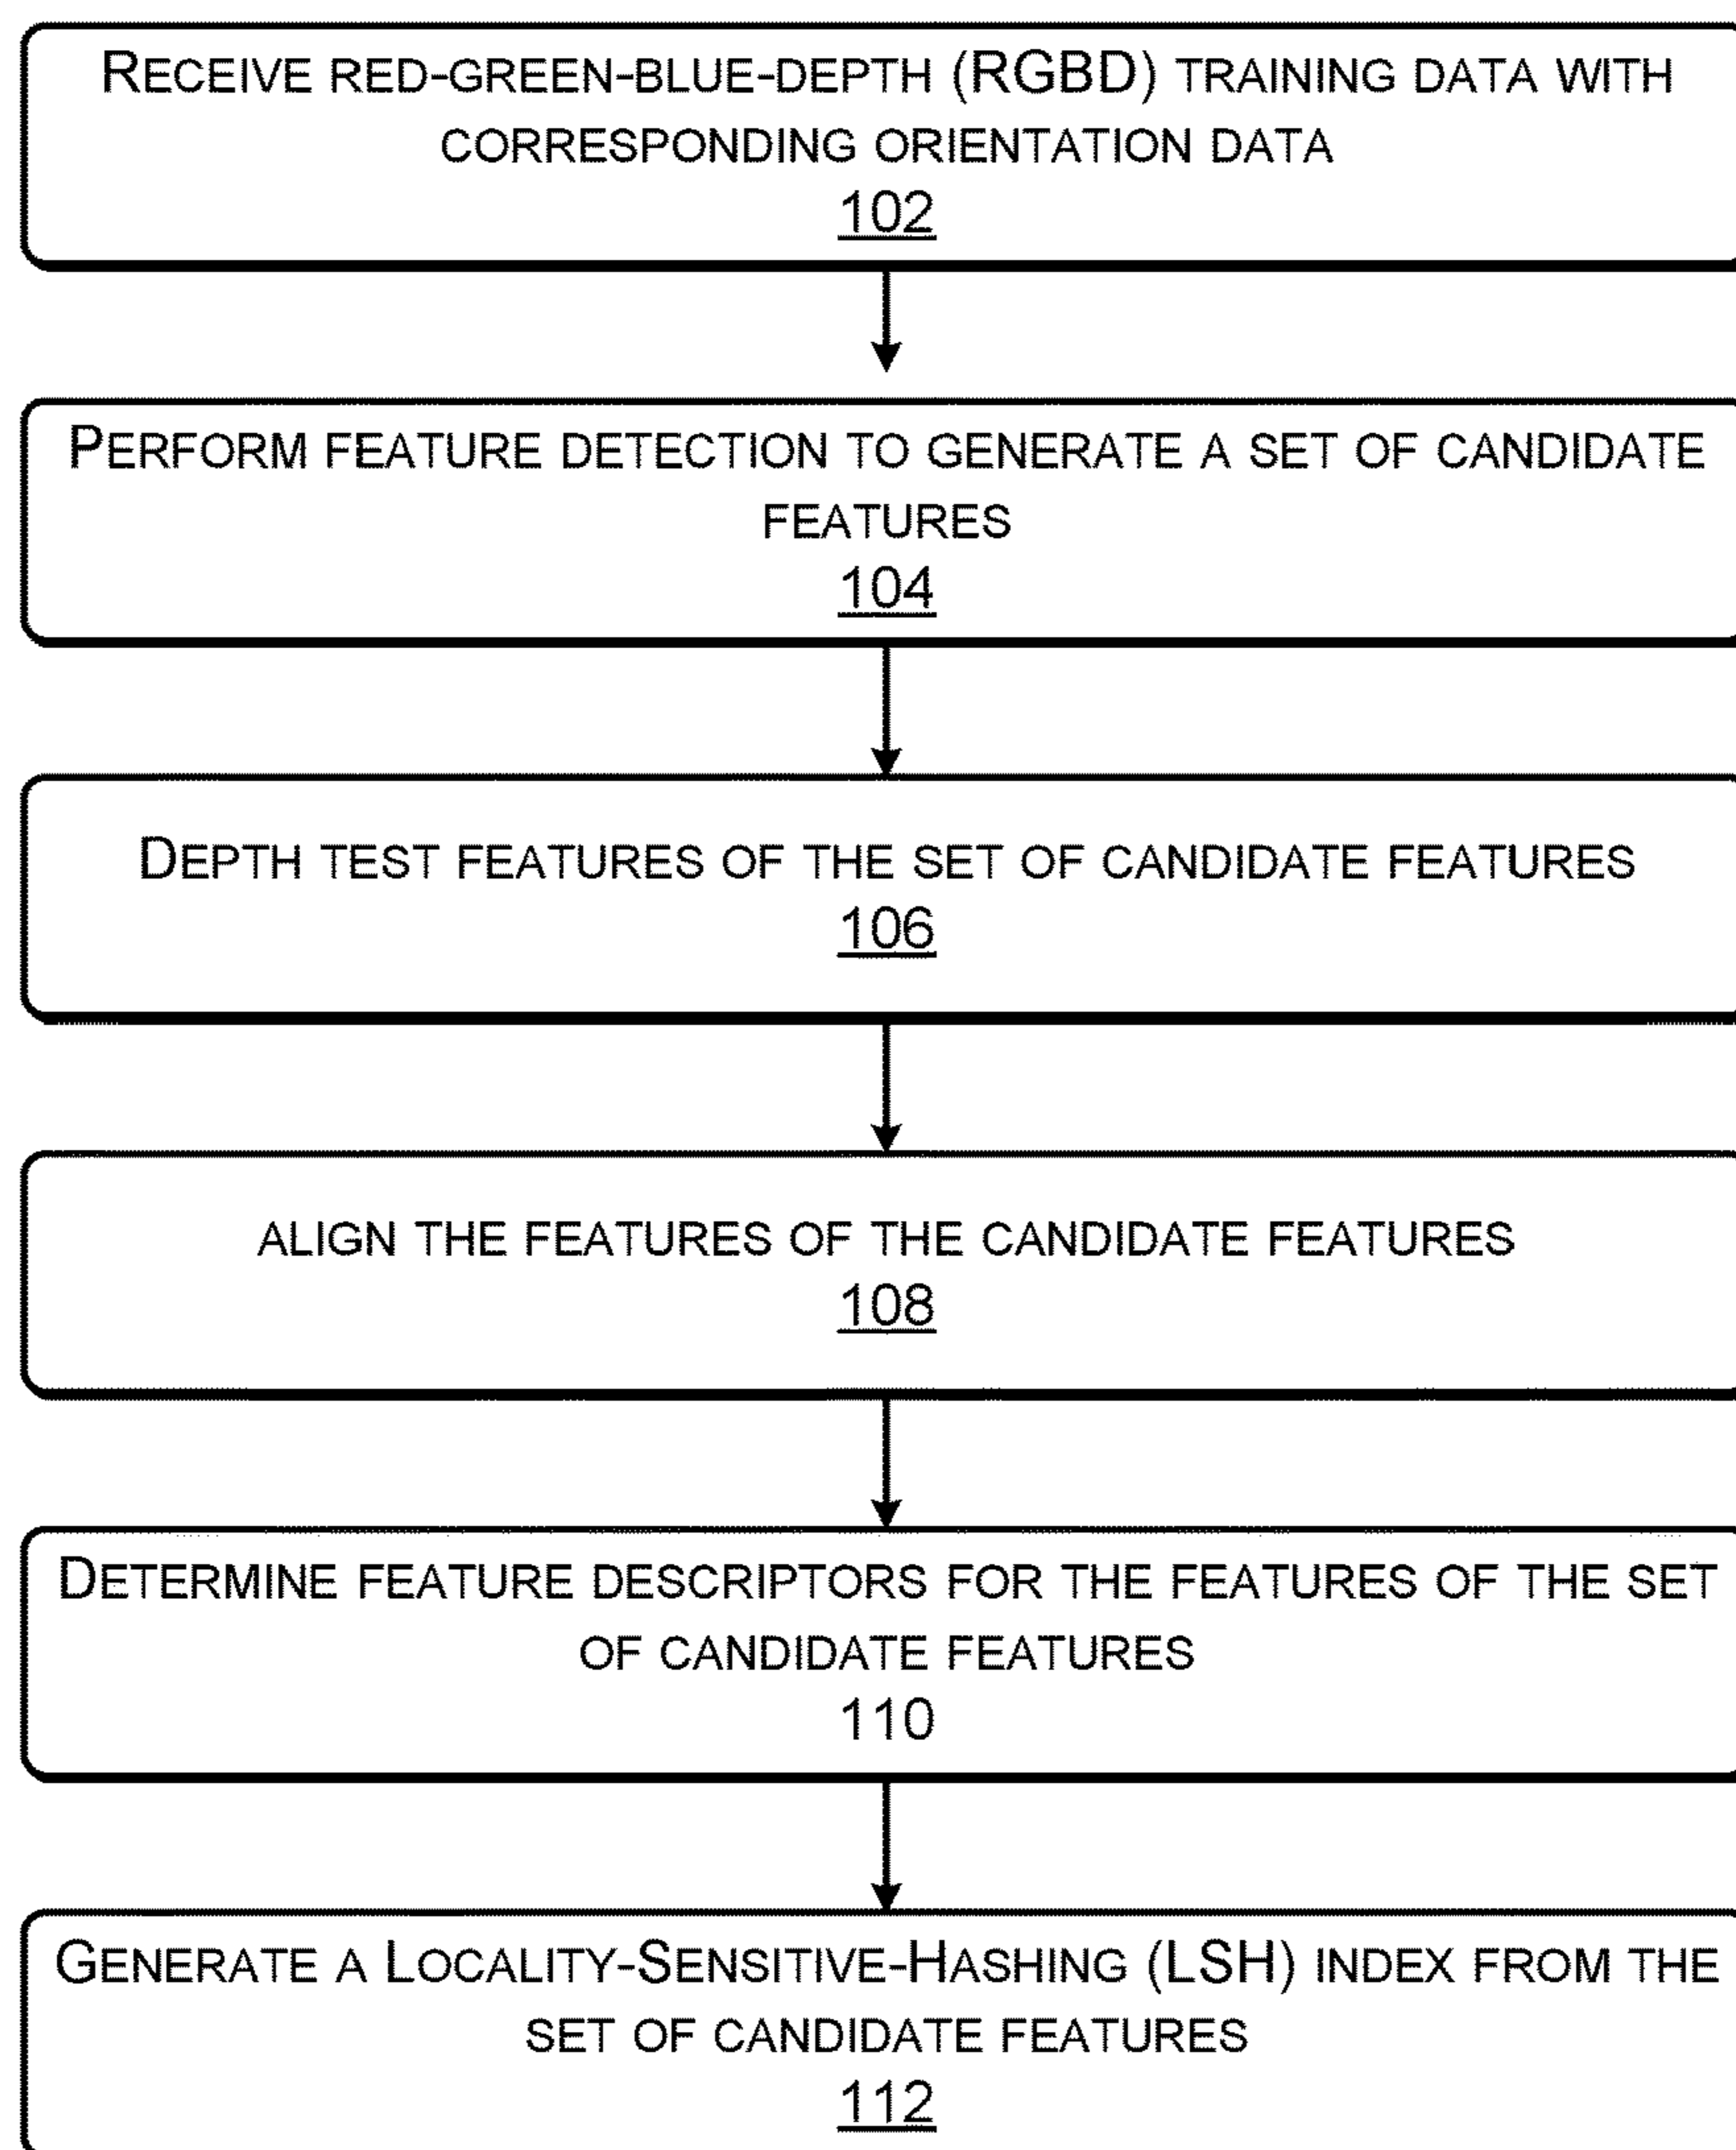 RECEIVE RED-GREEN-BLUE-DEPTH (RGBD) TRAINING DATA WITH
CORRESPONDING ORIENTATION DATA
102
PERFORM FEATURE DETECTION TO GENERATE A SET OF CANDIDATE
FEATURES
104
DEPTH TEST FEATURES OF THE SET OF CANDIDATE FEATURES
106
ALIGN THE FEATURES OF THE CANDIDATE FEATURES
108
DETERMINE FEATURE DESCRIPTORS FOR THE FEATURES OF THE SET
OF CANDIDATE FEATURES
110
GENERATE A LOCALITY-SENSITIVE-HASHING (LSH) INDEX FROM THE
SET OF CANDIDATE FEATURES
112